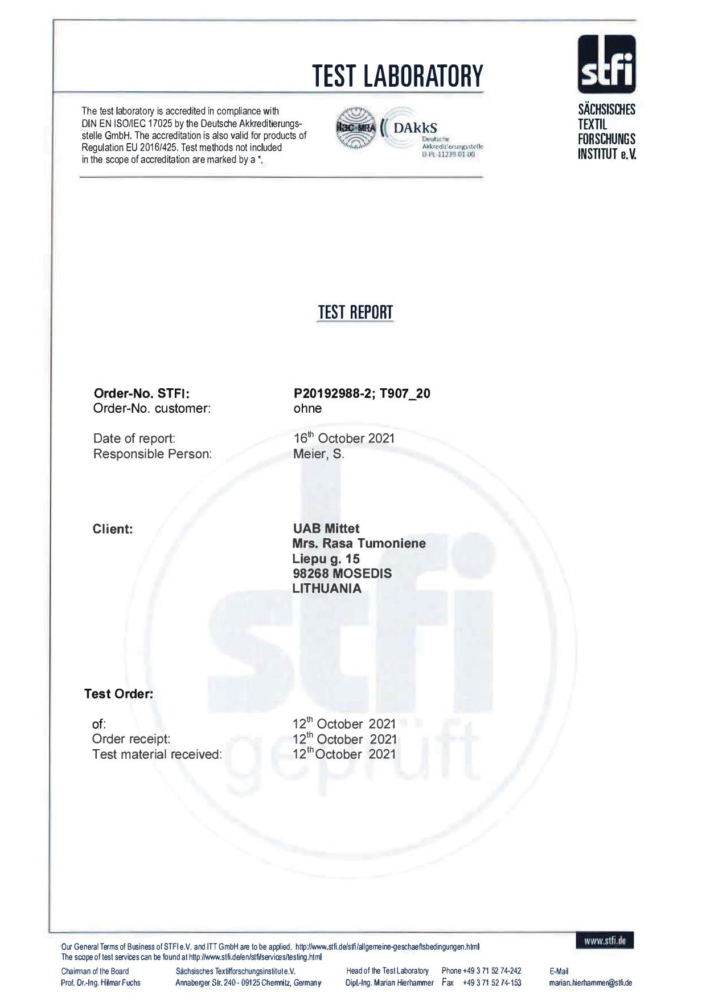 TEST LABORATORY
stfi
SÄCHSISCHES
TEXTIL
FORSCHUNGS
INSTITUT e.V.
The test laboratory is accredited in compliance with
DIN EN ISO/IEC 17025 by the Deutsche Akkreditierungs-
stelle GmbH. The accreditation is also valid for products of
Regulation EU 2016/425. Test methods not included
in the scope of accreditation are marked by a *.
ilac-MRA
DAkkS
Deutsche
Akkreditierungsstelle
D-PL-11239-01-00
TEST REPORT
Order-No. STFI: P20192988-2; T907_20
Order-No. customer: ohne
Date of report: 16th October 2021
Responsible Person: Meier, S.
Client: UAB Mittet
Mrs. Rasa Tumoniene
Liepu g. 15
98268 MOSEDIS
LITHUANIA
stfi
geprüft
Test Order:
of: 12th October 2021
Order receipt: 12th October 2021
Test material received: 12th October 2021
www.stfi.de
Our General Terms of Business of STFI e.V. and ITT GmbH are to be applied. http://www.stfi.de/stfi/allgemeine-geschaeftsbedingungen.html
The scope of test services can be found at http://www.stfi.de/en/stfi/services/testing.html
Chairman of the Board Sächsisches Textilforschungsinstitut e.V. Head of the Test Laboratory Phone +49 3 71 52 74-242 E-Mail
Prof. Dr.-Ing. Hilmar Fuchs Annaberger Str. 240 - 09125 Chemnitz, Germany Dipl.-Ing. Marian Hierhammer Fax +49 3 71 52 74-153 marian.hierhammer@stfi.de